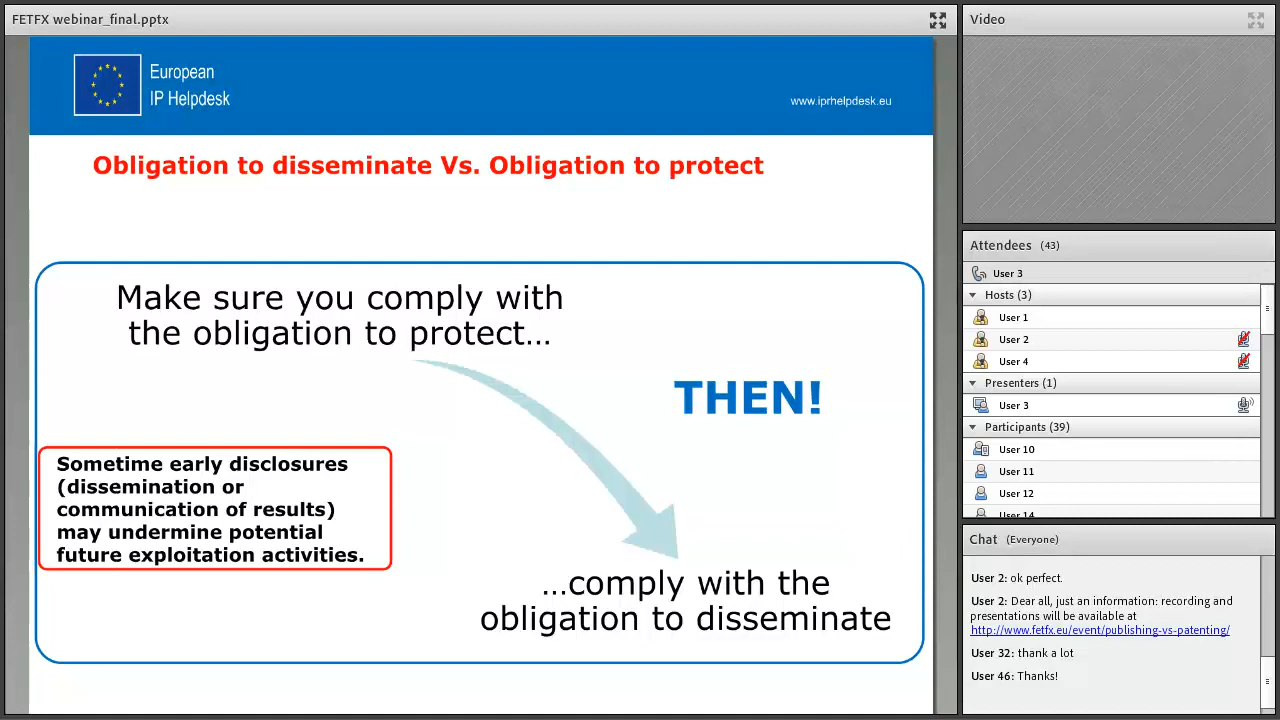 FETFX webinar_final.pptx
European
IP Helpdesk
www.iprhelpdesk.eu
Obligation to disseminate Vs. Obligation to protect
Make sure you comply with
the obligation to protect…
THEN!
Sometime early disclosures
(dissemination or
communication of results)
may undermine potential
future exploitation activities.
…comply with the
obligation to disseminate
Video
Attendees (43)
User 3
Hosts (3)
User 1
User 2
User 4
Presenters (1)
User 3
Participants (39)
User 10
User 11
User 12
User 14
Chat (Everyone)
User 2: ok perfect.
User 2: Dear all, just an information: recording and
presentations will be available at
http://www.fetfx.eu/event/publishing-vs-patenting/
User 32: thank a lot
User 46: Thanks!